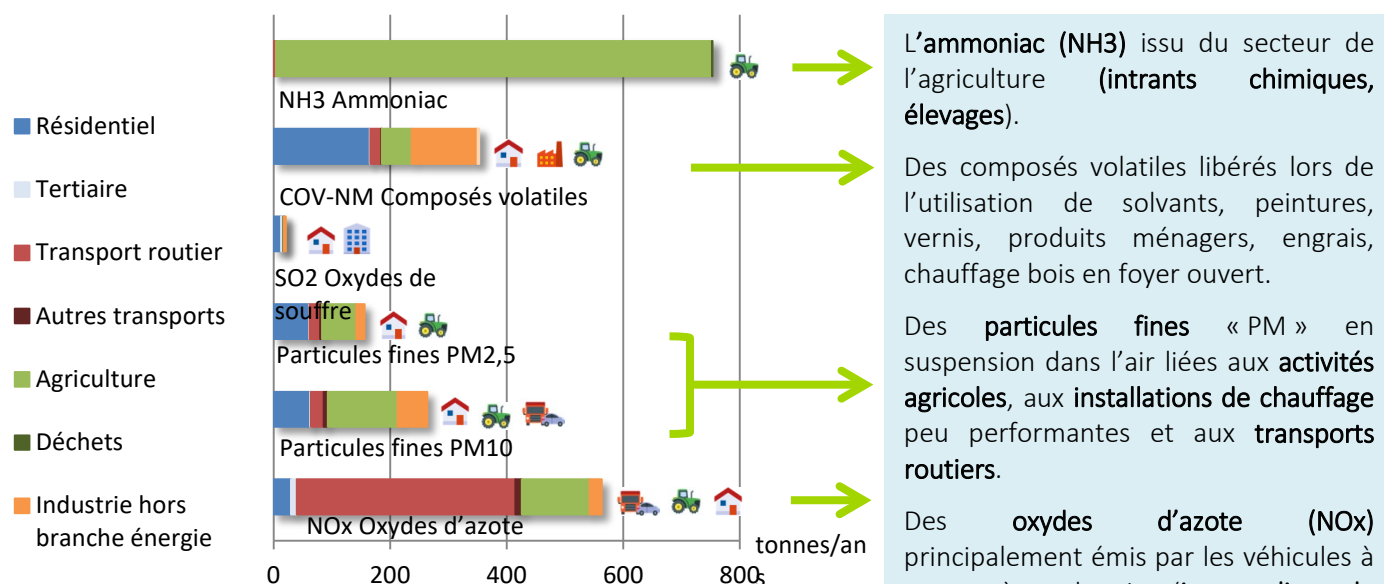 Résidentiel
Tertiaire
Transport routier
Autres transports
Agriculture
Déchets
Industrie hors
branche énergie
NH3 Ammoniac
COV-NM Composés volatiles
SO2 Oxydes de
souffre
Particules fines PM2,5
Particules fines PM10
NOx Oxydes d’azote
tonnes/an
0 200 400 600 800
L’ammoniac (NH3) issu du secteur de
l’agriculture (intrants chimiques,
élevages).
Des composés volatiles libérés lors de
l’utilisation de solvants, peintures,
vernis, produits ménagers, engrais,
chauffage bois en foyer ouvert.
Des particules fines « PM » en
suspension dans l’air liées aux activités
agricoles, aux installations de chauffage
peu performantes et aux transports
routiers.
Des oxydes d’azote (NOx)
principalement émis par les véhicules à